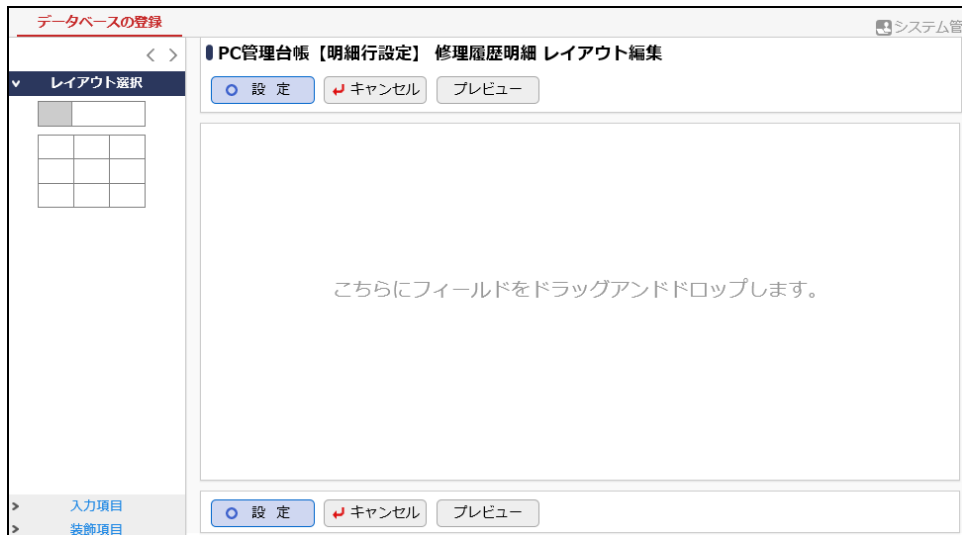 データベースの登録
システム管
PC管理台帳【明細行設定】 修理履歴明細 レイアウト編集
レイアウト選択
設 定 キャンセル プレビュー
こちらにフィールドをドラッグアンドドロップします。
入力項目
装飾項目
設 定 キャンセル プレビュー